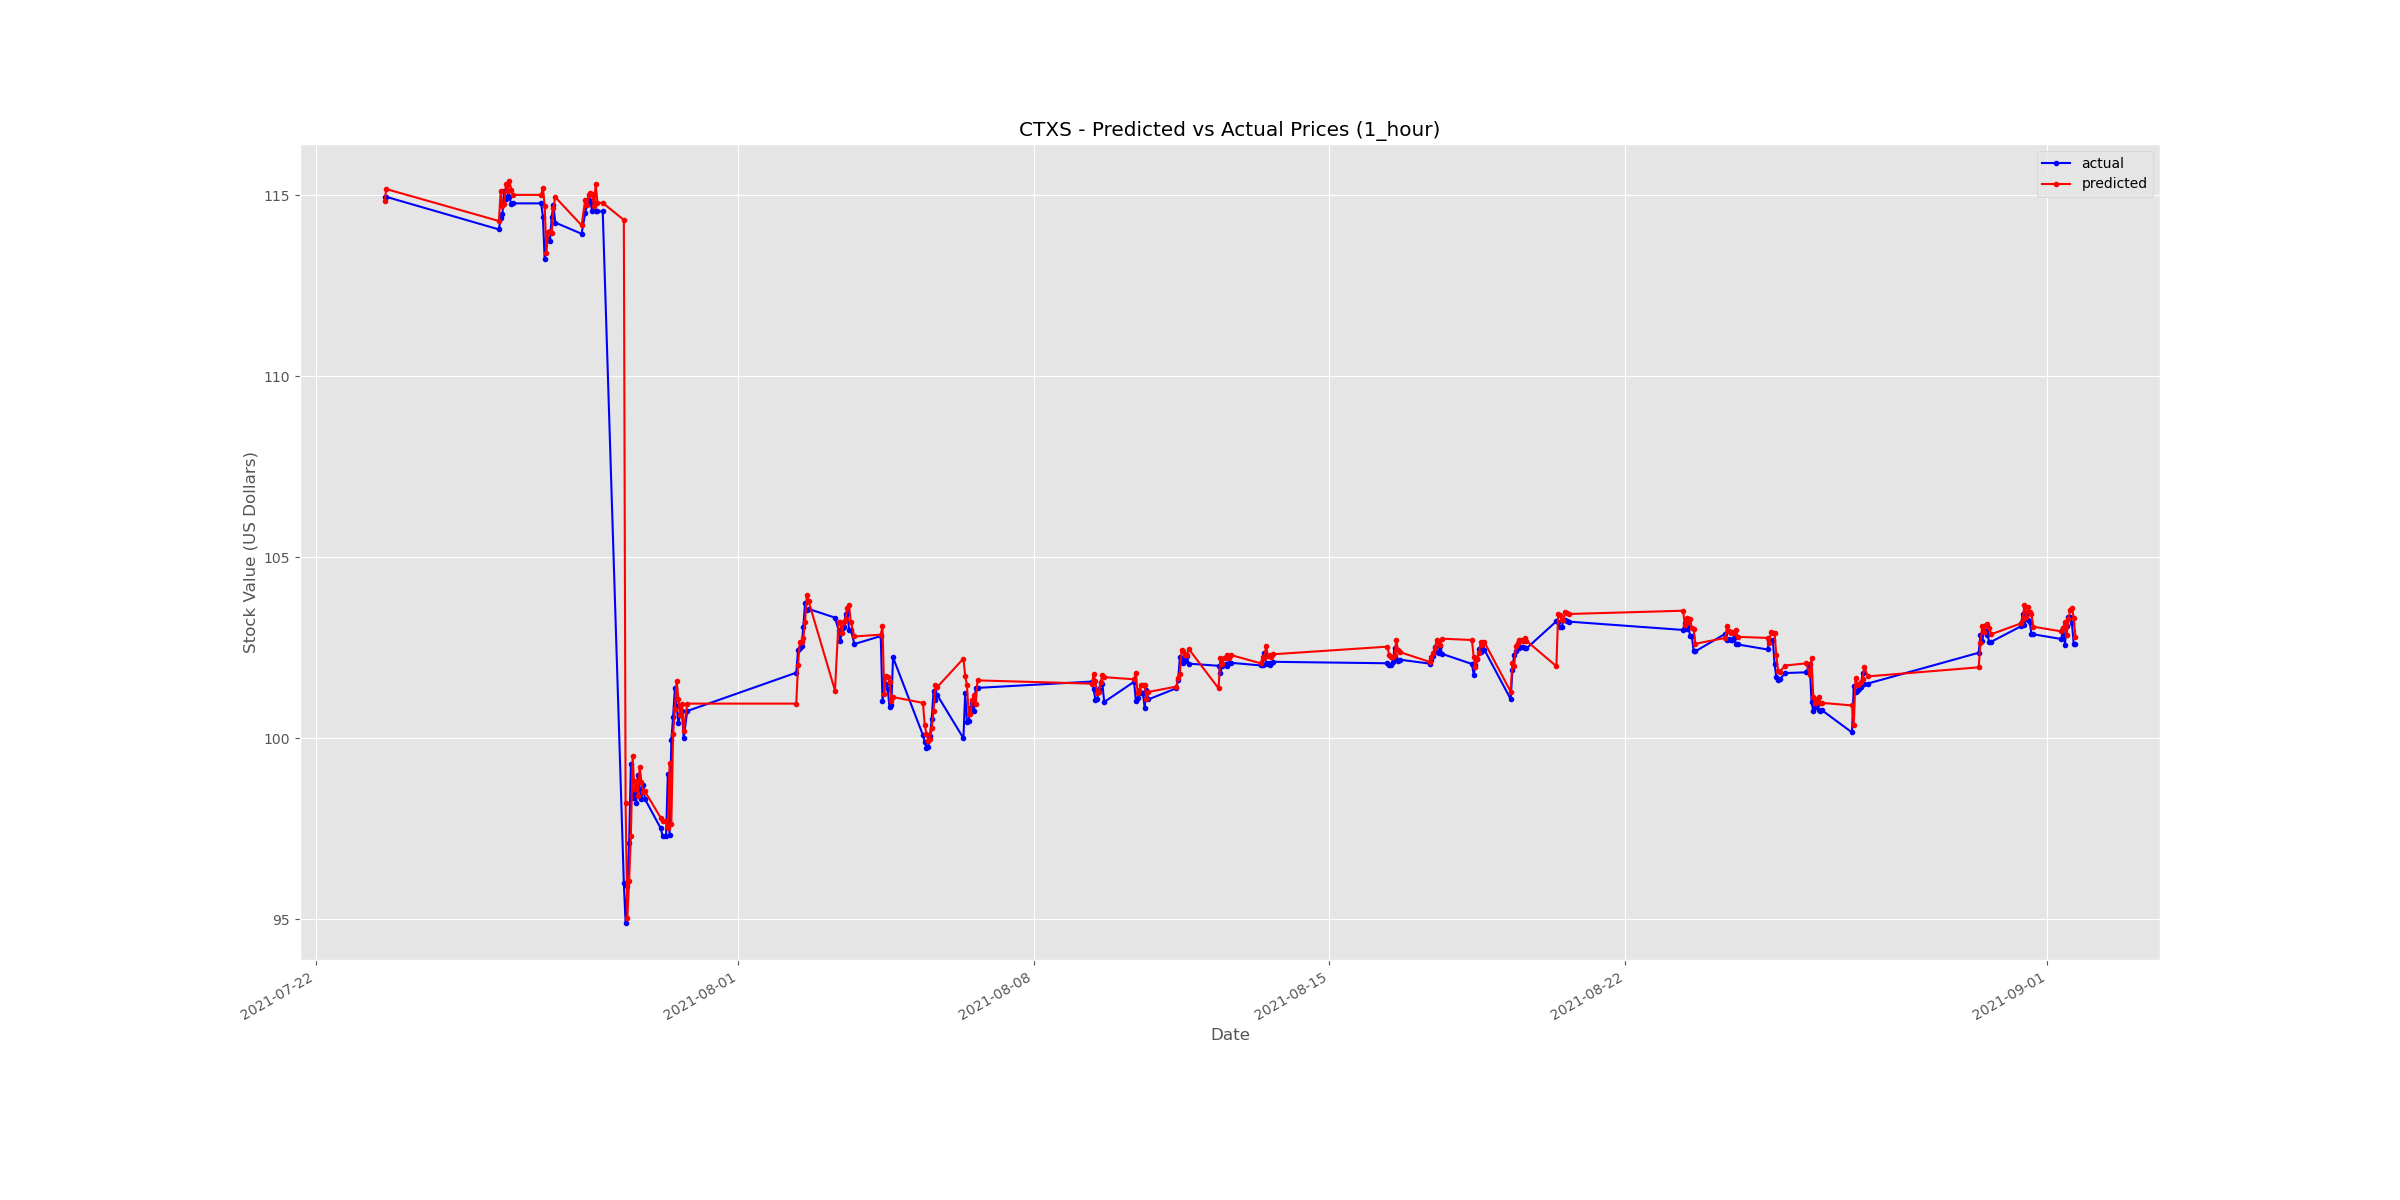 CTXS - Predicted vs Actual Prices (1_hour)
actual
predicted
Stock Value (US Dollars)
115
110
105
100
95
2021-07-22
2021-08-01
2021-08-08
2021-08-15
2021-08-22
2021-09-01
Date